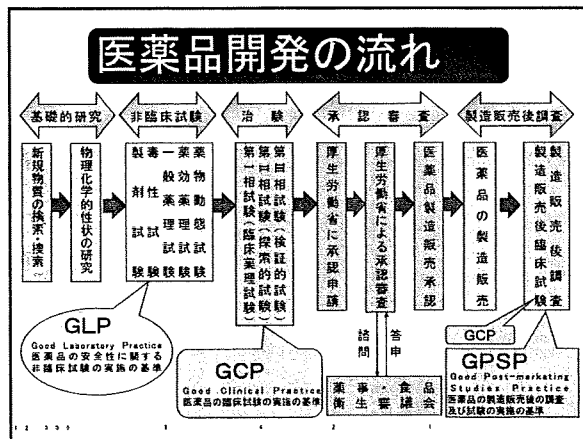 医薬品開発の流れ
基礎的研究
非臨床試験
治験
承認審査
製造販売後調査
新規物質の検索・捜索
物理化学的性状の研究
薬物動態試験
薬効薬理試験
一般薬理試験
毒性試験
製剤試験
第Ⅲ相試験(検証的試験)
第Ⅱ相試験(探索的試験)
第Ⅰ相試験(臨床薬理試験)
厚生労働省に承認申請
厚生労働省による承認審査
医薬品製造販売承認
医薬品の製造販売
製造販売後調査
製造販売後臨床試験
GLP
Good Laboratory Practice
医薬品の安全性に関する
非臨床試験の実施の基準
GCP
Good Clinical Practice
医薬品の臨床試験の実施の基準
諮問
答申
薬事・食品
衛生審議会
GCP
GPSP
Good Post-marketing
Studies Practice
医薬品の製造販売後の調査
及び試験の実施の基準